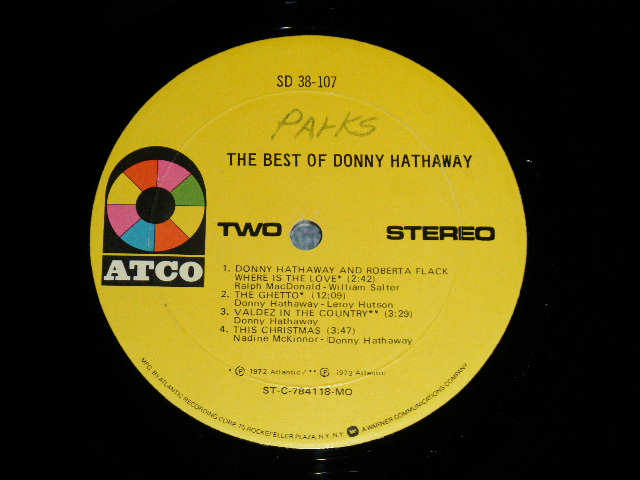 SD 38-107
PARKS
THE BEST OF DONNY HATHAWAY
TWO STEREO
ATCO
1. DONNY HATHAWAY AND ROBERTA FLACK
WHERE IS THE LOVE* (2:42)
Ralph MacDonald - William Salter
2. THE GHETTO* (12:09)
Donny Hathaway - Leroy Hutson
3. VALDEZ IN THE COUNTRY** (3:29)
Donny Hathaway
4. THIS CHRISTMAS (3:47)
Nadine McKinnor - Donny Hathaway
* ℗ 1972 Atlantic / ** ℗ 1973 Atlantic
ST-C-784118-MO
MFG. BY ATLANTIC RECORDING CORP. 75 ROCKEFELLER PLAZA, N.Y., N.Y. A WARNER COMMUNICATIONS COMPANY